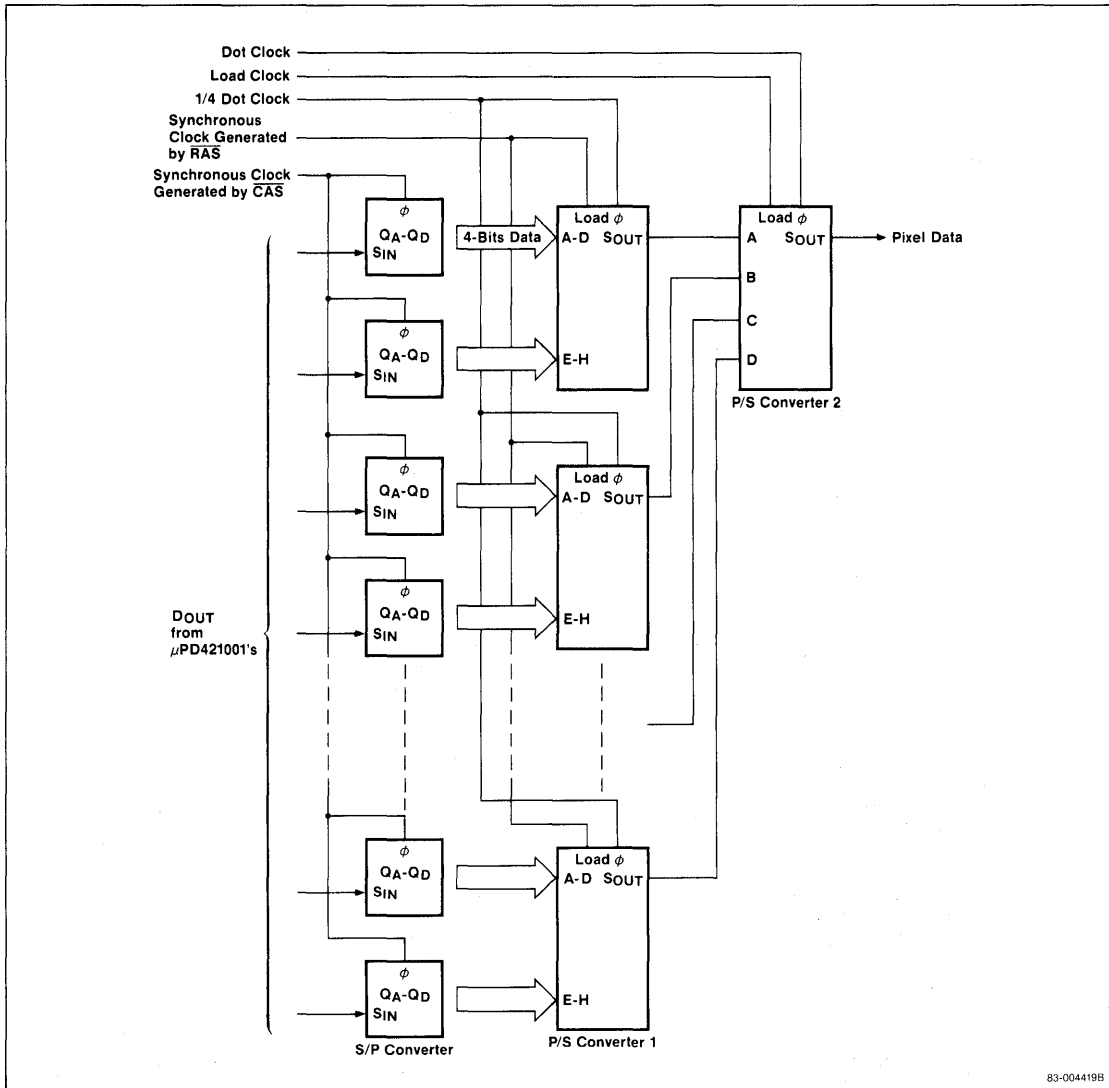 Dot Clock
Load Clock
1/4 Dot Clock
Synchronous
Clock Generated
by R̅A̅S̅
Synchronous Clock
Generated by C̅A̅S̅
ϕ
QA-QD
SIN
4-Bits Data
Load ϕ
A-D SOUT
E-H
Load ϕ
A SOUT
B
C
D
Pixel Data
P/S Converter 2
ϕ
QA-QD
SIN
ϕ
QA-QD
SIN
Load ϕ
A-D SOUT
E-H
ϕ
QA-QD
SIN
DOUT
from
μPD421001's
ϕ
QA-QD
SIN
Load ϕ
A-D SOUT
E-H
ϕ
QA-QD
SIN
S/P Converter
P/S Converter 1
83-004419B